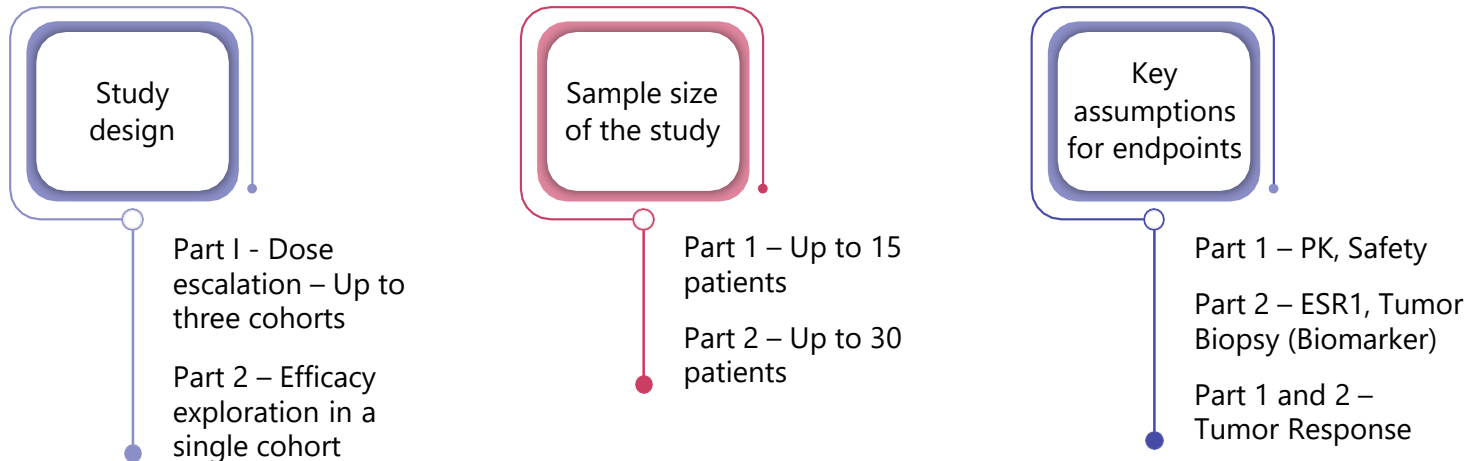 Study
design
Part I - Dose
escalation – Up to
three cohorts
Part 2 – Efficacy
exploration in a
single cohort
Sample size
of the study
Part 1 – Up to 15
patients
Part 2 – Up to 30
patients
Key
assumptions
for endpoints
Part 1 – PK, Safety
Part 2 – ESR1, Tumor
Biopsy (Biomarker)
Part 1 and 2 –
Tumor Response